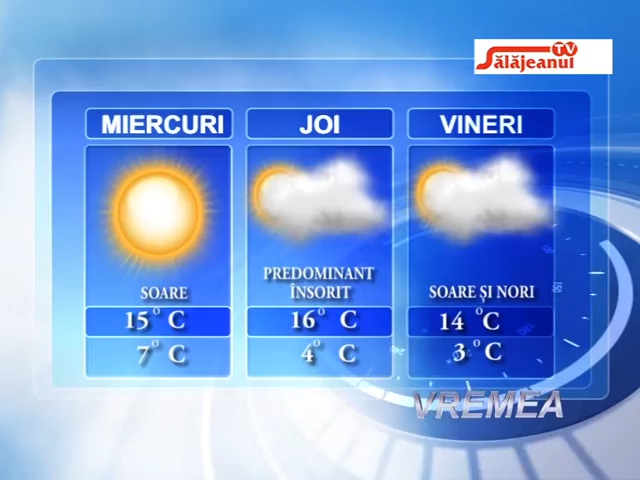 Sălăjeanul TV
MIERCURI JOI VINERI
SOARE PREDOMINANT ÎNSORIT SOARE ȘI NORI
15° C 16° C 14 °C
7° C 4° C 3 °C
VREMEA